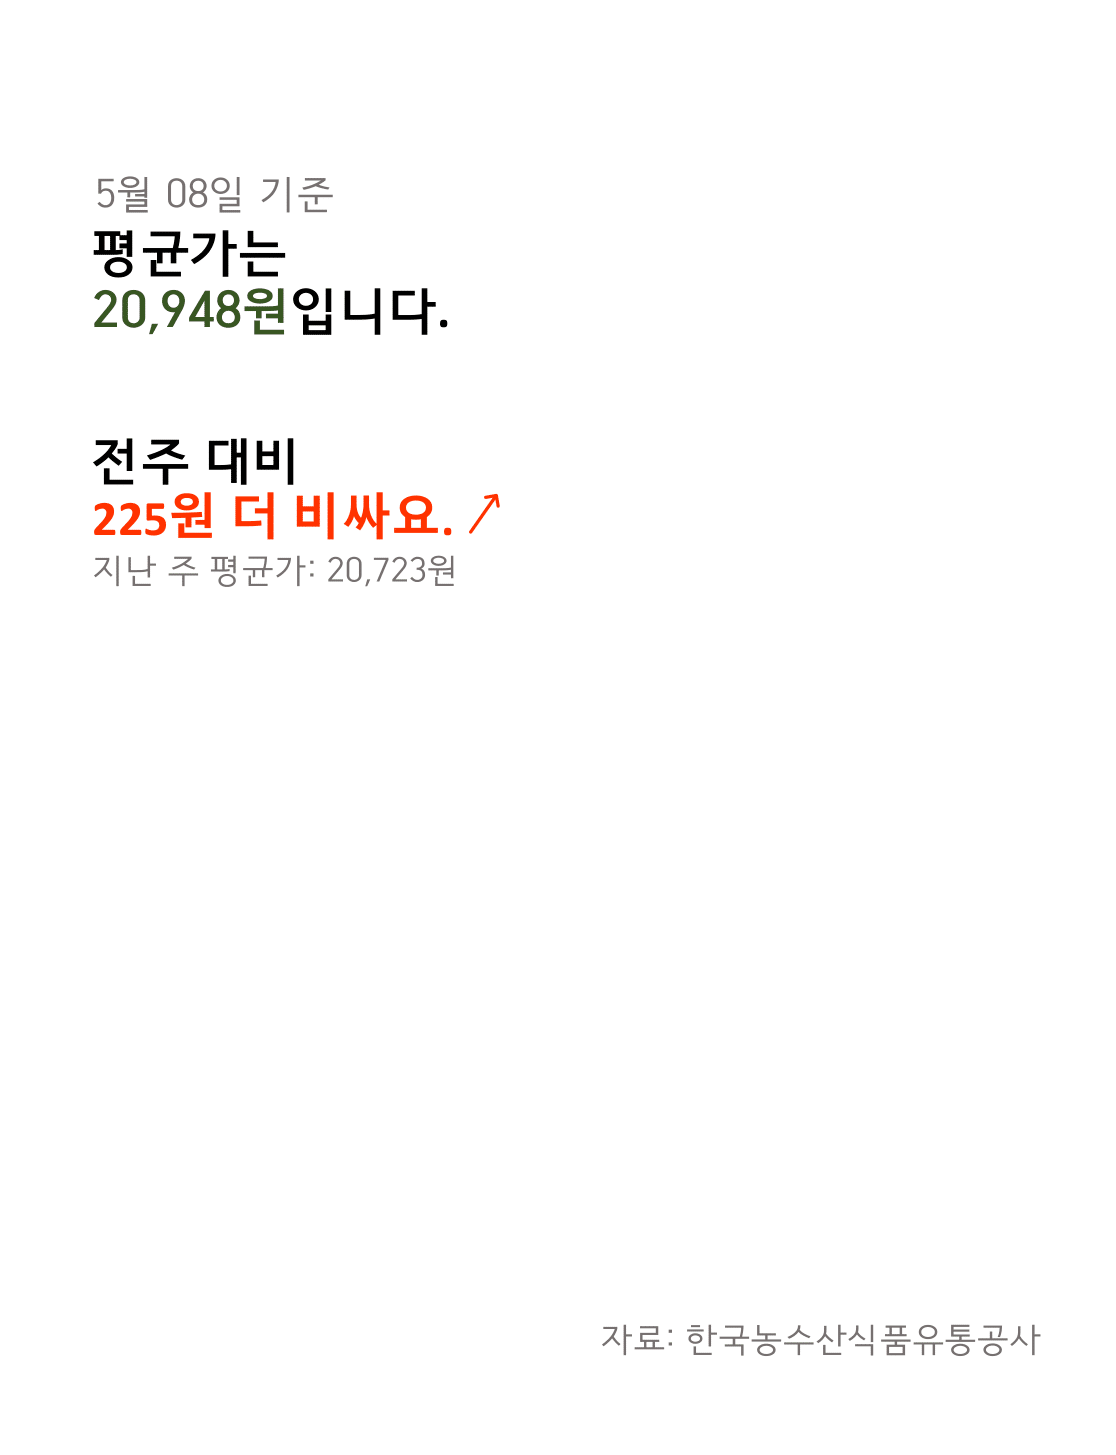 5월 08일 기준
평균가는
20,948원입니다.
전주 대비
225원 더 비싸요.↗
지난 주 평균가: 20,723원
자료: 한국농수산식품유통공사